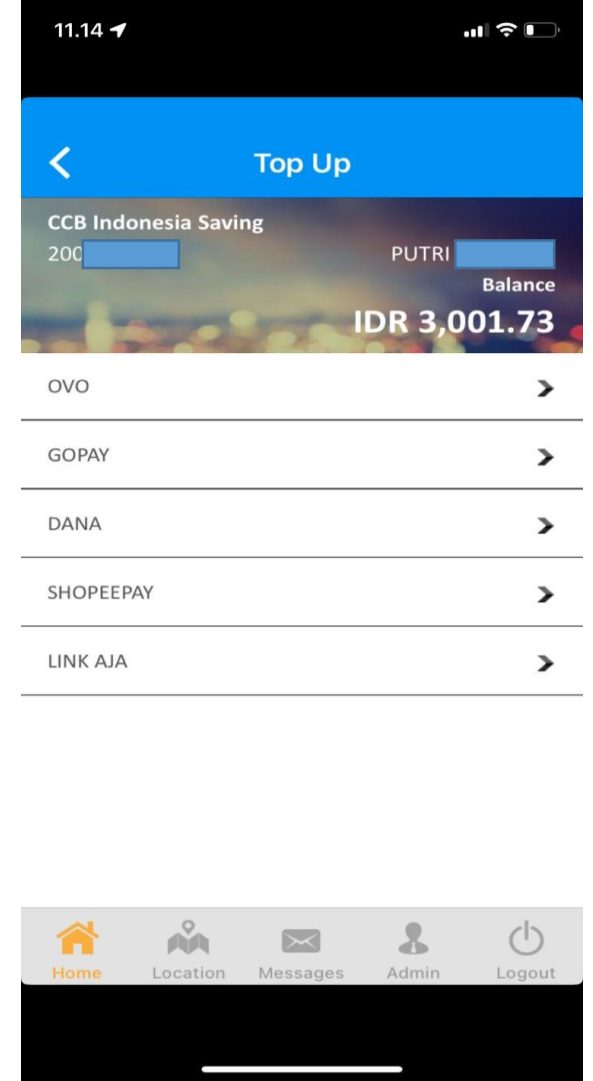 11.14
Top Up
CCB Indonesia Saving
200 PUTRI
Balance
IDR 3,001.73
OVO
GOPAY
DANA
SHOPEEPAY
LINK AJA
Home Location Messages Admin Logout